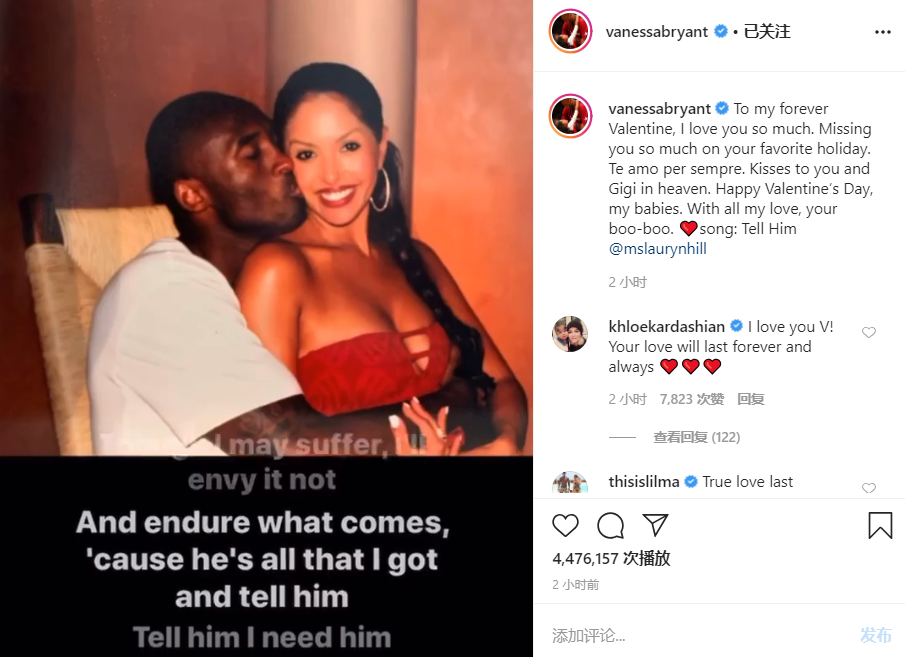 vanessabryant • 已关注
vanessabryant To my forever
Valentine, I love you so much. Missing
you so much on your favorite holiday.
Te amo per sempre. Kisses to you and
Gigi in heaven. Happy Valentine's Day,
my babies. With all my love, your
boo-boo. ❤️song: Tell Him
@mslaurynhill
2 小时
khloekardashian I love you V!
Your love will last forever and
always ❤️❤️❤️
2 小时 7,823 次赞 回复
查看回复 (122)
thisislilma True love last
4,476,157 次播放
2 小时前
添加评论... 发布
I may suffer, I'll
envy it not
And endure what comes,
'cause he's all that I got
and tell him
Tell him I need him